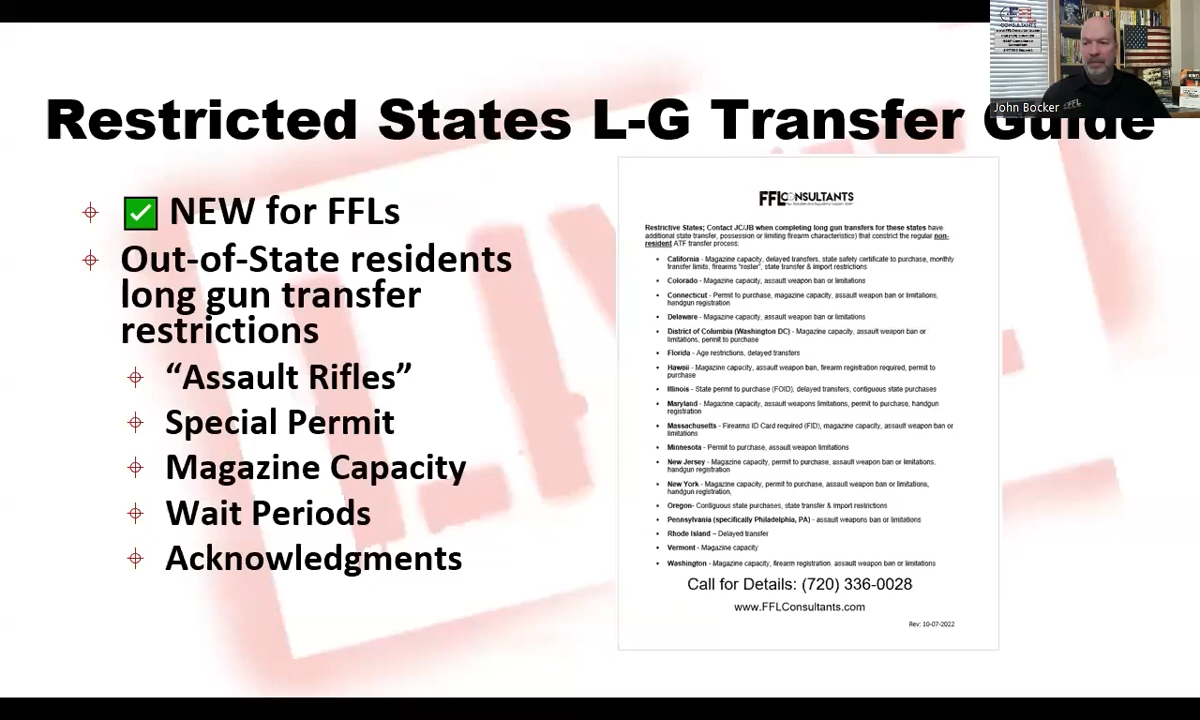 Restricted States L-G Transfer Guide
John Bocker
NEW for FFLs
Out-of-State residents
long gun transfer
restrictions
"Assault Rifles"
Special Permit
Magazine Capacity
Wait Periods
Acknowledgments
FFLCONSULTANTS
Restrictive States; Contact JC/JB when completing long gun transfers for these states have
additional state transfer, possession or limiting firearm characteristics) that constrict the regular non-
resident ATF transfer process:
California - Magazine capacity, delayed transfers, state safety certificate to purchase, monthly
transfer limits, firearms "roster", state transfer & import restrictions
Colorado - Magazine capacity, assault weapon ban or limitations
Connecticut - Permit to purchase, magazine capacity, assault weapon ban or limitations,
handgun registration
Delaware - Magazine capacity, assault weapon ban or limitations
District of Columbia (Washington DC) - Magazine capacity, assault weapon ban or
limitations, permit to purchase
Florida - Age restrictions, delayed transfers
Hawaii - Magazine capacity, assault weapon ban, firearm registration required, permit to
purchase
Illinois - State permit to purchase (FOID), delayed transfers, contiguous state purchases
Maryland - Magazine capacity, assault weapons limitations, permit to purchase, handgun
registration
Massachusetts - Firearms ID Card required (FID), magazine capacity, assault weapon ban or
limitations
Minnesota - Permit to purchase, assault weapon limitations
New Jersey - Magazine capacity, permit to purchase, assault weapon ban or limitations,
handgun registration
New York - Magazine capacity, permit to purchase, assault weapon ban or limitations,
handgun registration,
Oregon- Contiguous state purchases, state transfer & import restrictions
Pennsylvania (specifically Philadelphia, PA) - assault weapons ban or limitations
Rhode Island – Delayed transfer
Vermont - Magazine capacity
Washington - Magazine capacity, firearm registration, assault weapon ban or limitations
Call for Details: (720) 336-0028
www.FFLConsultants.com
Rev: 10-07-2022